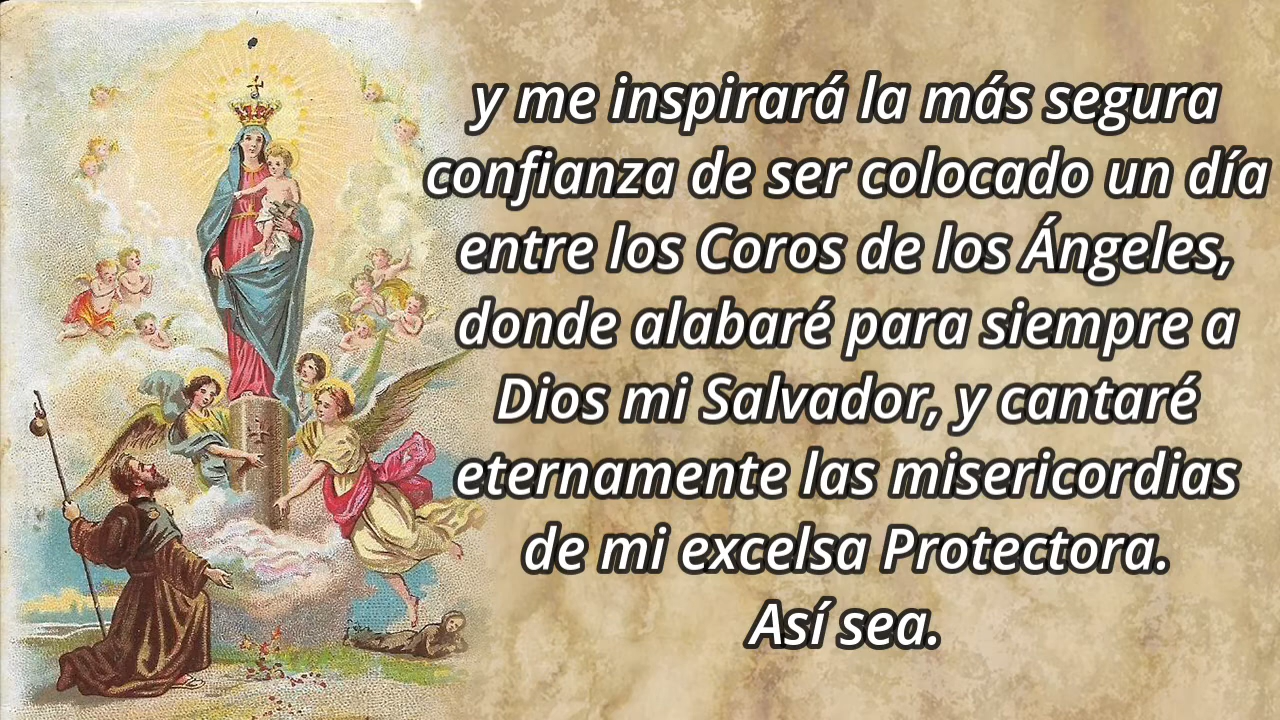 y me inspirará la más segura
confianza de ser colocado un día
entre los Coros de los Ángeles,
donde alabaré para siempre a
Dios mi Salvador, y cantaré
eternamente las misericordias
de mi excelsa Protectora.
Así sea.